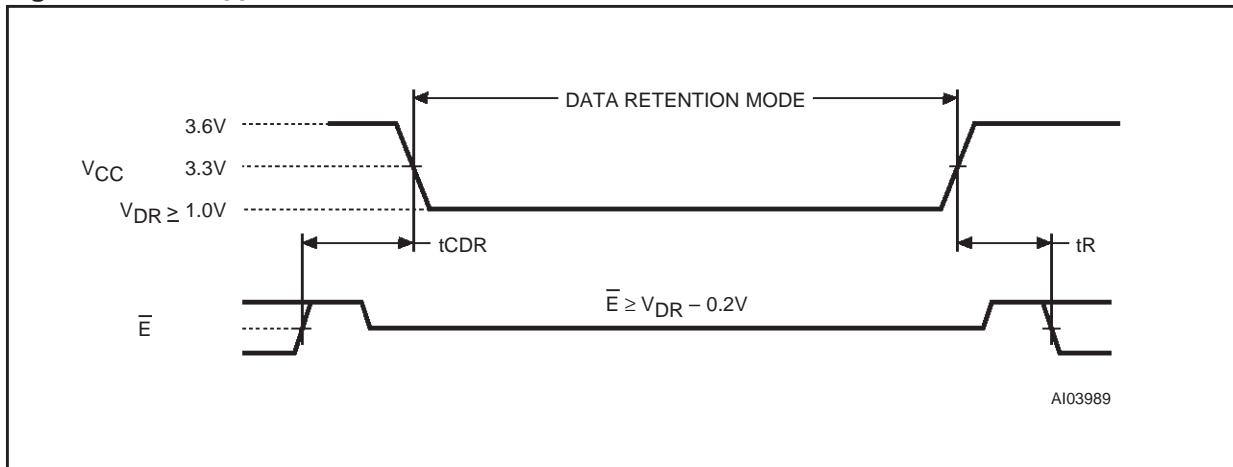 DATA RETENTION MODE
3.6V
VCC 3.3V
VDR ≥ 1.0V
tCDR
tR
E̅ ≥ VDR – 0.2V
E̅
AI03989